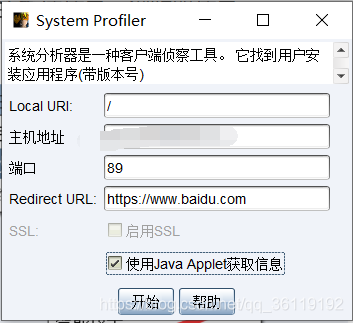 System Profiler
系统分析器是一种客户端侦察工具。 它找到用户安
装应用程序(带版本号)
Local URI: /
主机地址
端口 89
Redirect URL: https://www.baidu.com
SSL: 启用SSL
使用Java Applet获取信息
开始 帮助